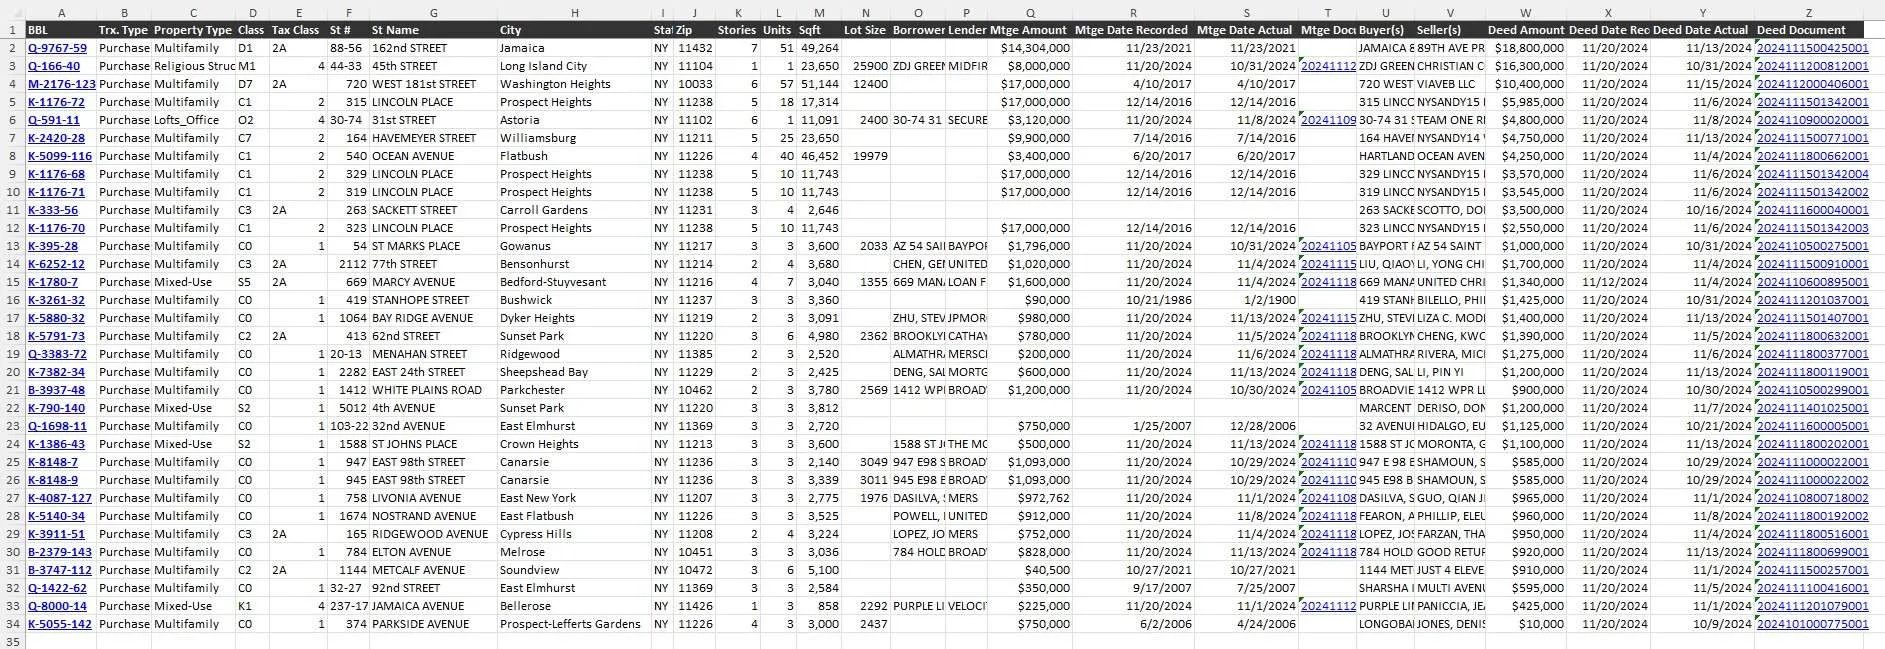 A B C D E F G H I J K L M N O P Q R S T U V W X Y Z
1 BBL Trx. Type Property Type Class Tax Class St # St Name City Stat Zip Stories Units Sqft Lot Size Borrower Lender Mtge Amount Mtge Date Recorded Mtge Date Actual Mtge Docu Buyer(s) Seller(s) Deed Amount Deed Date Rec Deed Date Actual Deed Document
2 Q-9767-59 Purchase Multifamily D1 2A 88-56 162nd STREET Jamaica NY 11432 7 51 49,264 $14,304,000 11/23/2021 11/23/2021 JAMAICA 8 89TH AVE PR $18,800,000 11/20/2024 11/13/2024 2024111500425001
3 Q-166-40 Purchase Religious Struc M1 4 44-33 45th STREET Long Island City NY 11104 1 1 23,650 25900 ZDJ GREEN MIDFIR $8,000,000 11/20/2024 10/31/2024 20241112 ZDJ GREEN CHRISTIAN C $16,300,000 11/20/2024 10/31/2024 2024111200812001
4 M-2176-123 Purchase Multifamily D7 2A 720 WEST 181st STREET Washington Heights NY 10033 6 57 51,144 12400 $17,000,000 4/10/2017 4/10/2017 720 WEST VIAVEB LLC $10,400,000 11/20/2024 11/15/2024 2024112000406001
5 K-1176-72 Purchase Multifamily C1 2 315 LINCOLN PLACE Prospect Heights NY 11238 5 18 17,314 $17,000,000 12/14/2016 12/14/2016 315 LINCC NYSANDY15 $5,985,000 11/20/2024 11/6/2024 2024111501342001
6 Q-591-11 Purchase Lofts_Office O2 4 30-74 31st STREET Astoria NY 11102 6 1 11,091 2400 30-74 31 SECURE $3,120,000 11/20/2024 11/8/2024 20241109 30-74 31 TEAM ONE R $4,800,000 11/20/2024 11/8/2024 2024110900020001
7 K-2420-28 Purchase Multifamily C7 2 164 HAVEMEYER STREET Williamsburg NY 11211 5 25 23,650 $9,900,000 7/14/2016 7/14/2016 164 HAVE NYSANDY14 $4,750,000 11/20/2024 11/13/2024 2024111500771001
8 K-5099-116 Purchase Multifamily C1 2 540 OCEAN AVENUE Flatbush NY 11226 4 40 46,452 19979 $3,400,000 6/20/2017 6/20/2017 HARTLAND OCEAN AVEN $4,250,000 11/20/2024 11/4/2024 2024111800662001
9 K-1176-68 Purchase Multifamily C1 2 329 LINCOLN PLACE Prospect Heights NY 11238 5 10 11,743 $17,000,000 12/14/2016 12/14/2016 329 LINCC NYSANDY15 $3,570,000 11/20/2024 11/6/2024 2024111501342004
10 K-1176-71 Purchase Multifamily C1 2 319 LINCOLN PLACE Prospect Heights NY 11238 5 10 11,743 $17,000,000 12/14/2016 12/14/2016 319 LINCC NYSANDY15 $3,545,000 11/20/2024 11/6/2024 2024111501342002
11 K-333-56 Purchase Multifamily C3 2A 263 SACKETT STREET Carroll Gardens NY 11231 3 4 2,646 263 SACKE SCOTTO, DO $3,500,000 11/20/2024 10/16/2024 2024111600040001
12 K-1176-70 Purchase Multifamily C1 2 323 LINCOLN PLACE Prospect Heights NY 11238 5 10 11,743 $17,000,000 12/14/2016 12/14/2016 323 LINCC NYSANDY15 $2,550,000 11/20/2024 11/6/2024 2024111501342003
13 K-395-28 Purchase Multifamily C0 1 54 ST MARKS PLACE Gowanus NY 11217 3 3 3,600 2033 AZ 54 SAI BAYPOR $1,796,000 11/20/2024 10/31/2024 20241105 BAYPORT AZ 54 SAINT $1,000,000 11/20/2024 10/31/2024 2024110500275001
14 K-6252-12 Purchase Multifamily C3 2A 2112 77th STREET Bensonhurst NY 11214 2 4 3,680 CHEN, GE UNITED $1,020,000 11/20/2024 11/4/2024 20241115 LIU, QIAO LI, YONG CHI $1,700,000 11/20/2024 11/4/2024 2024111500910001
15 K-1780-7 Purchase Mixed-Use S5 2A 669 MARCY AVENUE Bedford-Stuyvesant NY 11216 4 7 3,040 1355 669 MAN LOAN F $1,600,000 11/20/2024 11/4/2024 20241118 669 MAN UNITED CHRI $1,340,000 11/12/2024 11/4/2024 2024110600895001
16 K-3261-32 Purchase Multifamily C0 1 419 STANHOPE STREET Bushwick NY 11237 3 3 3,360 $90,000 10/21/1986 1/2/1900 419 STAN BILELLO, PHI $1,425,000 11/20/2024 10/31/2024 2024111201037001
17 K-5880-32 Purchase Multifamily C0 1 1064 BAY RIDGE AVENUE Dyker Heights NY 11219 2 3 3,091 ZHU, STEV JPMOR $980,000 11/20/2024 11/13/2024 20241115 ZHU, STEV LIZA C. MODI $1,400,000 11/20/2024 11/13/2024 2024111501407001
18 K-5791-73 Purchase Multifamily C2 2A 413 62nd STREET Sunset Park NY 11220 3 6 4,980 2362 BROOKLY CATHAY $780,000 11/20/2024 11/5/2024 20241118 BROOKLYN CHENG, KWC $1,390,000 11/20/2024 11/5/2024 2024111800632001
19 Q-3383-72 Purchase Multifamily C0 1 20-13 MENAHAN STREET Ridgewood NY 11385 2 3 2,520 ALMATHRA MERSC $200,000 11/20/2024 11/6/2024 20241118 ALMATHRA RIVERA, MIC $1,275,000 11/20/2024 11/6/2024 2024111800377001
20 K-7382-34 Purchase Multifamily C0 1 2282 EAST 24th STREET Sheepshead Bay NY 11229 2 3 2,425 DENG, SAL MORTG $600,000 11/20/2024 11/13/2024 20241118 DENG, SAL LI, PIN YI $1,200,000 11/20/2024 11/13/2024 2024111800119001
21 B-3937-48 Purchase Multifamily C0 1 1412 WHITE PLAINS ROAD Parkchester NY 10462 2 3 3,780 2569 1412 WP BROAD $1,200,000 11/20/2024 10/30/2024 20241105 BROADVIE 1412 WPR LL $900,000 11/20/2024 10/30/2024 2024110500299001
22 K-790-140 Purchase Mixed-Use S2 1 5012 4th AVENUE Sunset Park NY 11220 3 3 3,812 MARCENT DERISO, DON $1,200,000 11/20/2024 11/7/2024 2024111401025001
23 Q-1698-11 Purchase Multifamily C0 1 103-22 32nd AVENUE East Elmhurst NY 11369 3 3 2,720 $750,000 1/25/2007 12/28/2006 32 AVENU HIDALGO, EU $1,125,000 11/20/2024 10/21/2024 2024111600005001
24 K-1386-43 Purchase Mixed-Use S2 1 1588 ST JOHNS PLACE Crown Heights NY 11213 3 3 3,600 1588 ST J THE MC $500,000 11/20/2024 11/13/2024 20241118 1588 ST JC MORONTA, G $1,100,000 11/20/2024 11/13/2024 2024111800202001
25 K-8148-7 Purchase Multifamily C0 1 947 EAST 98th STREET Canarsie NY 11236 3 3 2,140 3049 947 E98 S BROAD $1,093,000 11/20/2024 10/29/2024 20241110 947 E 98 E SHAMOUN, S $585,000 11/20/2024 10/29/2024 2024111000022001
26 K-8148-9 Purchase Multifamily C0 1 945 EAST 98th STREET Canarsie NY 11236 3 3 3,339 3011 945 E98 E BROAD $1,093,000 11/20/2024 10/29/2024 20241110 945 E98 E SHAMOUN, S $585,000 11/20/2024 10/29/2024 2024111000022002
27 K-4087-127 Purchase Multifamily C0 1 758 LIVONIA AVENUE East New York NY 11207 3 3 2,775 1976 DASILVA, MERS $972,762 11/20/2024 11/1/2024 20241108 DASILVA, GUO, QIAN J $965,000 11/20/2024 11/1/2024 2024110800718002
28 K-5140-34 Purchase Multifamily C0 1 1674 NOSTRAND AVENUE East Flatbush NY 11226 3 3 3,525 POWELL, UNITED $912,000 11/20/2024 11/8/2024 20241118 FEARON, A PHILLIP, ELEU $960,000 11/20/2024 11/8/2024 2024111800192002
29 K-3911-51 Purchase Multifamily C3 2A 165 RIDGEWOOD AVENUE Cypress Hills NY 11208 2 4 3,224 LOPEZ, JO MERS $752,000 11/20/2024 11/4/2024 20241118 LOPEZ, JO FARZAN, THA $950,000 11/20/2024 11/4/2024 2024111800516001
30 B-2379-143 Purchase Multifamily C0 1 784 ELTON AVENUE Melrose NY 10451 3 3 3,036 784 HOLD BROAD $828,000 11/20/2024 11/13/2024 20241118 784 HOLD GOOD RETUR $920,000 11/20/2024 11/13/2024 2024111800699001
31 B-3747-112 Purchase Multifamily C2 2A 1144 METCALF AVENUE Soundview NY 10472 3 6 5,100 $40,500 10/27/2021 10/27/2021 1144 MET JUST 4 ELEVE $910,000 11/20/2024 11/15/2024 2024111500257001
32 Q-1422-62 Purchase Multifamily C0 1 32-27 92nd STREET East Elmhurst NY 11369 3 3 2,584 $350,000 9/17/2007 7/25/2007 SHARSHA MULTI AVEN $595,000 11/20/2024 11/15/2024 2024111100416001
33 Q-8000-14 Purchase Mixed-Use K1 4 237-17 JAMAICA AVENUE Bellerose NY 11426 1 3 858 2292 PURPLE LI VELOCI $225,000 11/20/2024 11/1/2024 20241112 PURPLE LI PANICCIA, JE $425,000 11/20/2024 11/1/2024 2024111201079001
34 K-5055-142 Purchase Multifamily C0 1 374 PARKSIDE AVENUE Prospect-Lefferts Gardens NY 11226 4 3 3,000 2437 $750,000 6/2/2006 4/24/2006 LONGOBA JONES, DENIS $10,000 11/20/2024 10/9/2024 2024101000775001
35